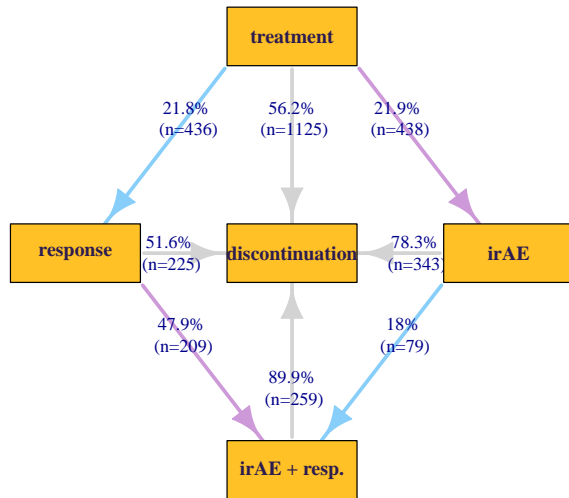 treatment
21.8%
(n=436)
56.2%
(n=1125)
21.9%
(n=438)
response
51.6%
(n=225)
discontinuation
78.3%
(n=343)
irAE
47.9%
(n=209)
18%
(n=79)
89.9%
(n=259)
irAE + resp.